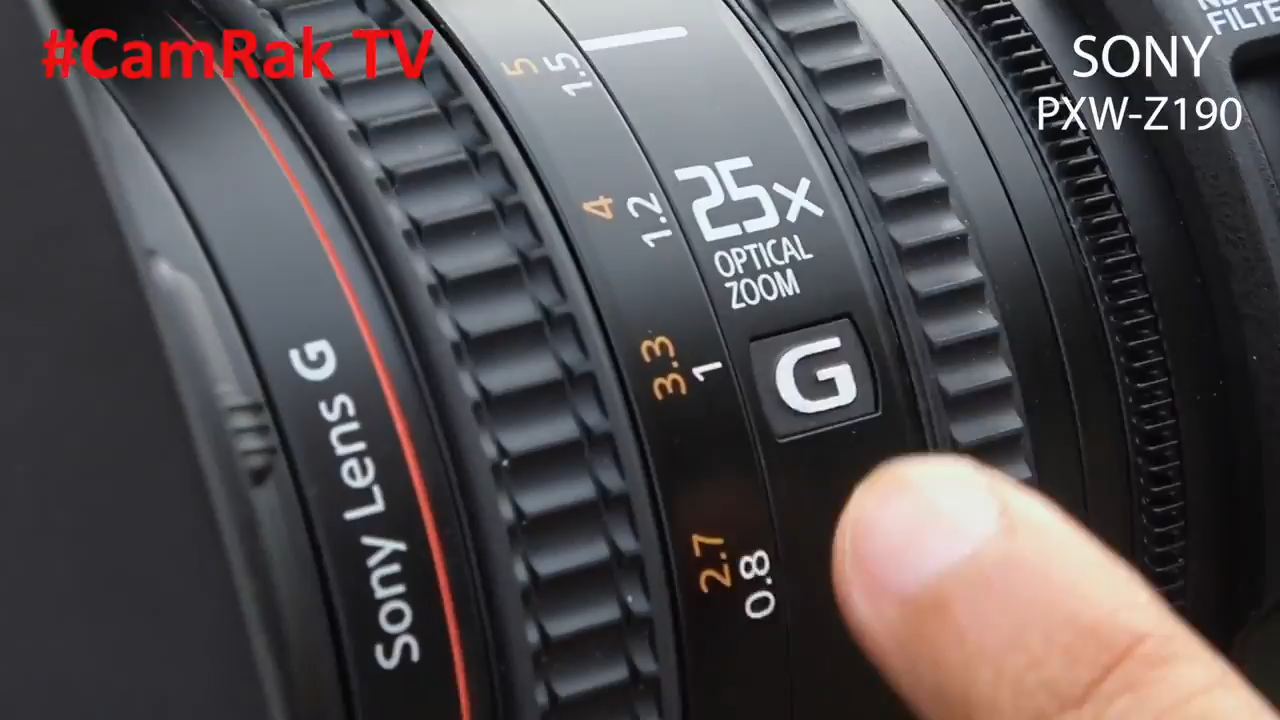 #CamRak TV
SONY
PXW-Z190
FILTE
5
1.5
4
1.2
3.3
1
2.7
0.8
25x
OPTICAL
ZOOM
G
Sony Lens G